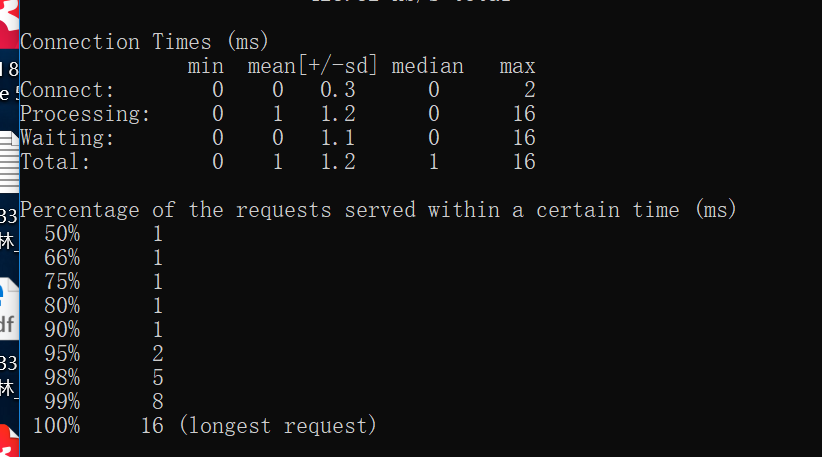 Connection Times (ms)
              min  mean[+/-sd] median   max
Connect:        0    0   0.3      0       2
Processing:     0    1   1.2      0      16
Waiting:        0    0   1.1      0      16
Total:          0    1   1.2      1      16
Percentage of the requests served within a certain time (ms)
  50%      1
  66%      1
  75%      1
  80%      1
  90%      1
  95%      2
  98%      5
  99%      8
 100%     16 (longest request)
33
林_
df
33
林_